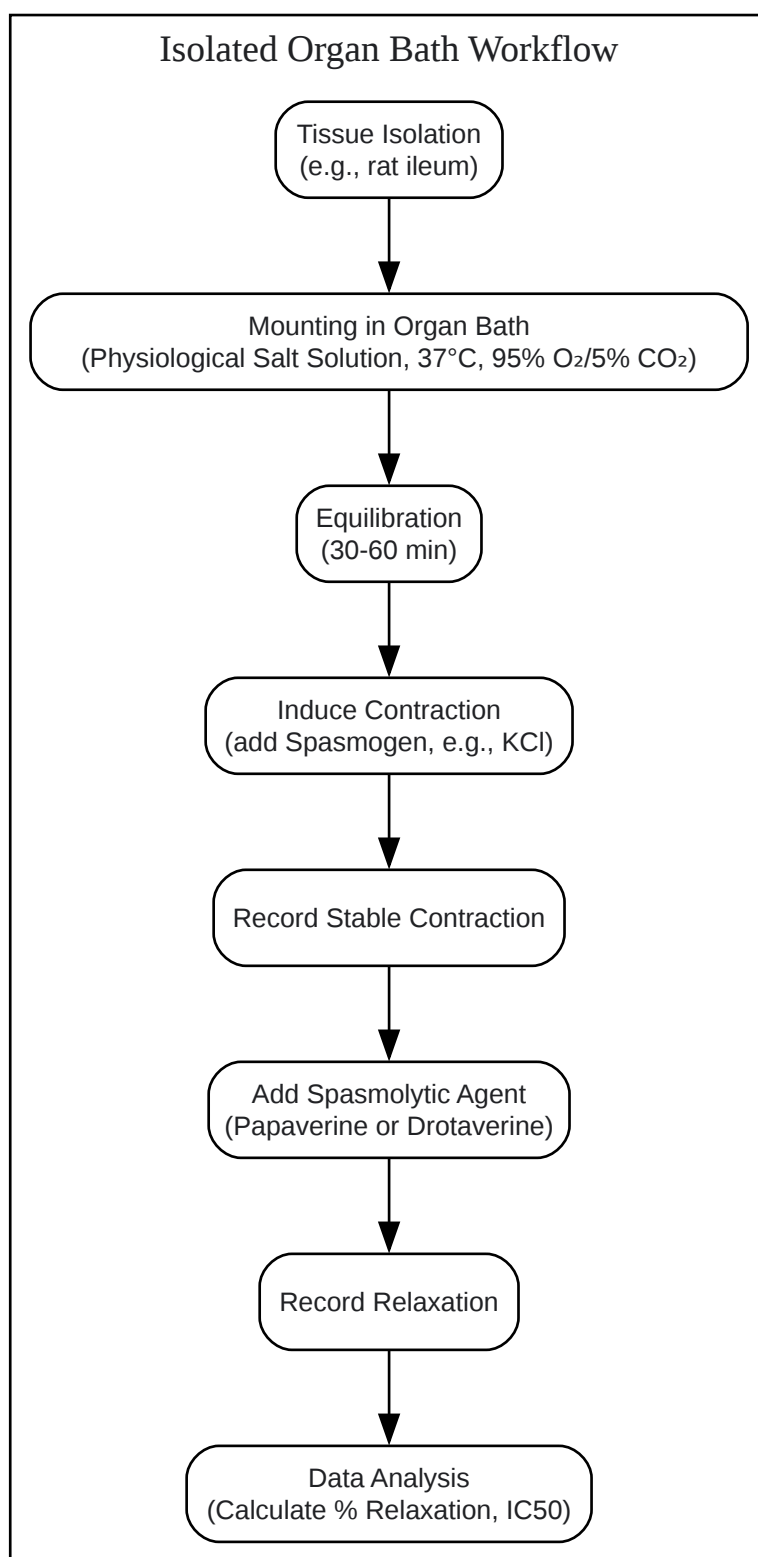 Isolated Organ Bath Workflow
Tissue Isolation
(e.g., rat ileum)
Mounting in Organ Bath
(Physiological Salt Solution, 37°C, 95% O₂/5% CO₂)
Equilibration
(30-60 min)
Induce Contraction
(add Spasmogen, e.g., KCl)
Record Stable Contraction
Add Spasmolytic Agent
(Papaverine or Drotaverine)
Record Relaxation
Data Analysis
(Calculate % Relaxation, IC50)